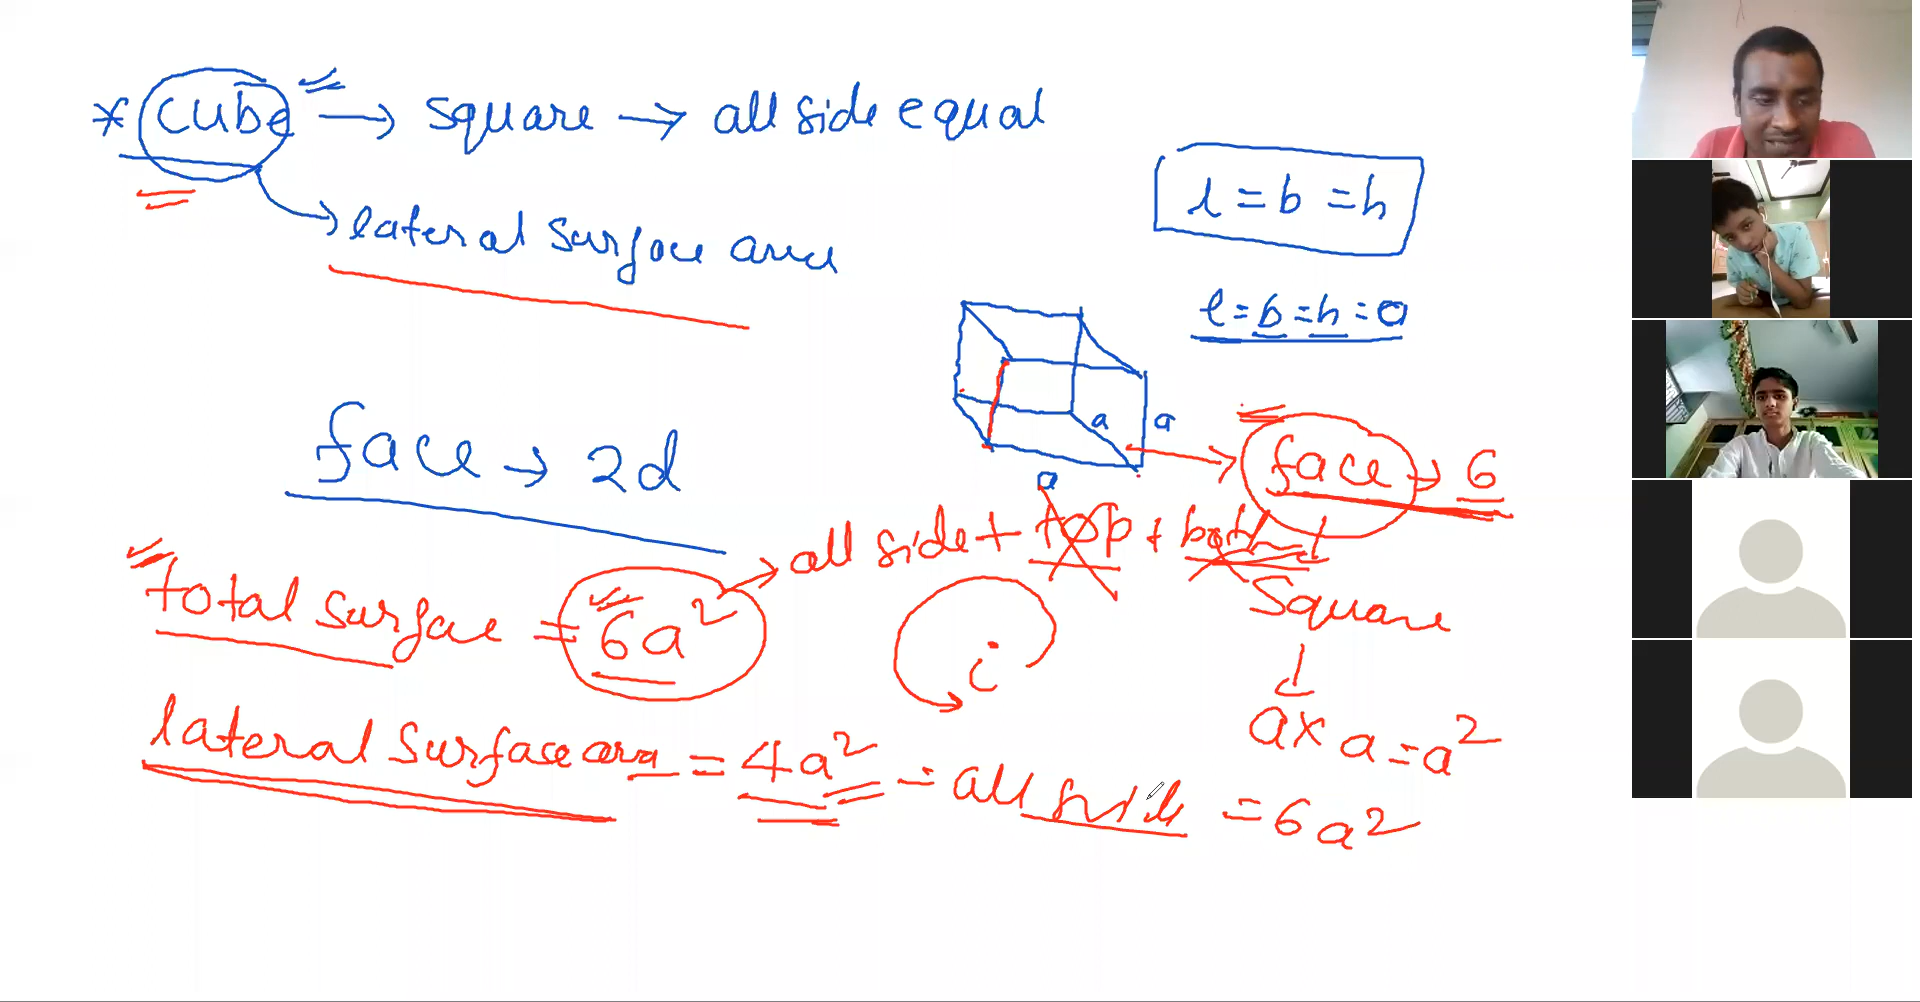 * cube → square → all side equal
l = b = h
lateral surface area
l = b = h = a
a
a
face → 2d
face → 6
a
all side + top + both
total surface = 6a²
Square
i
a × a = a²
lateral surface area = 4a² = all side = 6a²